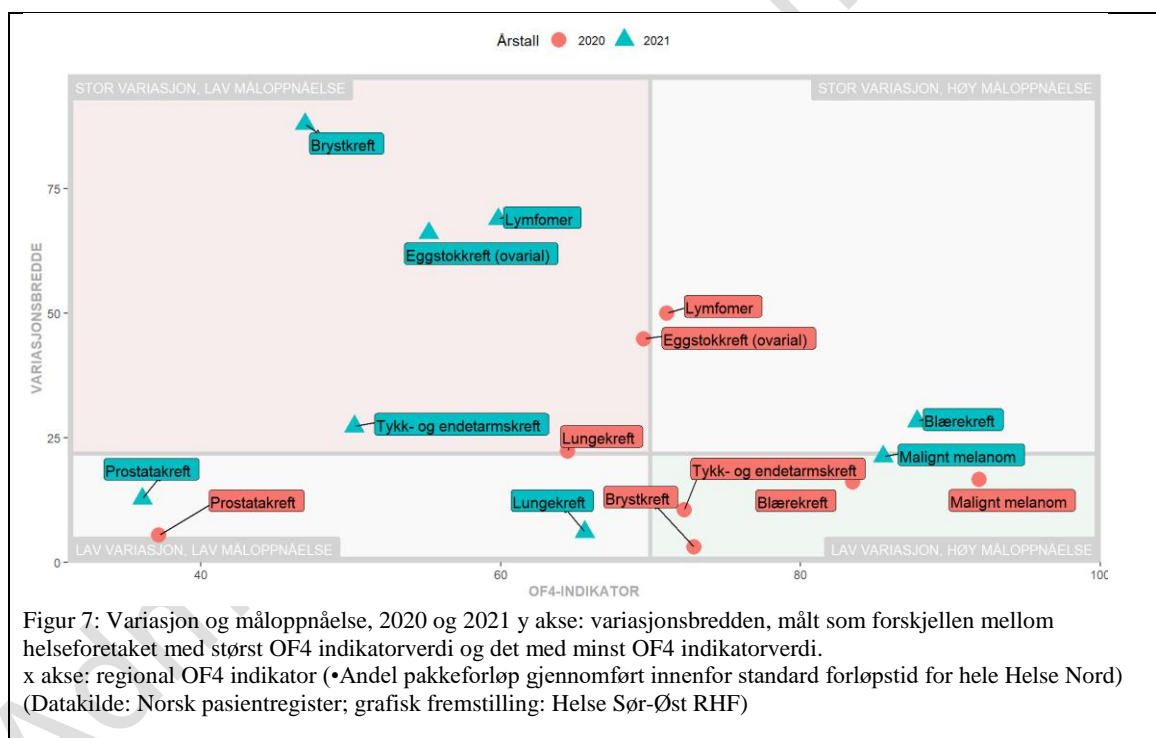 Årstall 2020 2021
STOR VARIASJON, LAV MÅLOPPNÅELSE
STOR VARIASJON, HØY MÅLOPPNÅELSE
Brystkreft
75
Lymfomer
Eggstokkreft (ovarial)
VARIASJONSBREDDE
50
Lymfomer
Eggstokkreft (ovarial)
25
Tykk- og endetarmskreft
Lungekreft
Blærekreft
Malignt melanom
Prostatakreft
Tykk- og endetarmskreft
Prostatakreft
Lungekreft
Brystkreft
Blærekreft
Malignt melanom
LAV VARIASJON, LAV MÅLOPPNÅELSE
LAV VARIASJON, HØY MÅLOPPNÅELSE
0
40
60
80
100
OF4-INDIKATOR
Figur 7: Variasjon og måloppnåelse, 2020 og 2021 y akse: variasjonsbredden, målt som forskjellen mellom
helseforetaket med størst OF4 indikatorverdi og det med minst OF4 indikatorverdi.
x akse: regional OF4 indikator (•Andel pakkeforløp gjennomført innenfor standard forløpstid for hele Helse Nord)
(Datakilde: Norsk pasientregister; grafisk fremstilling: Helse Sør-Øst RHF)